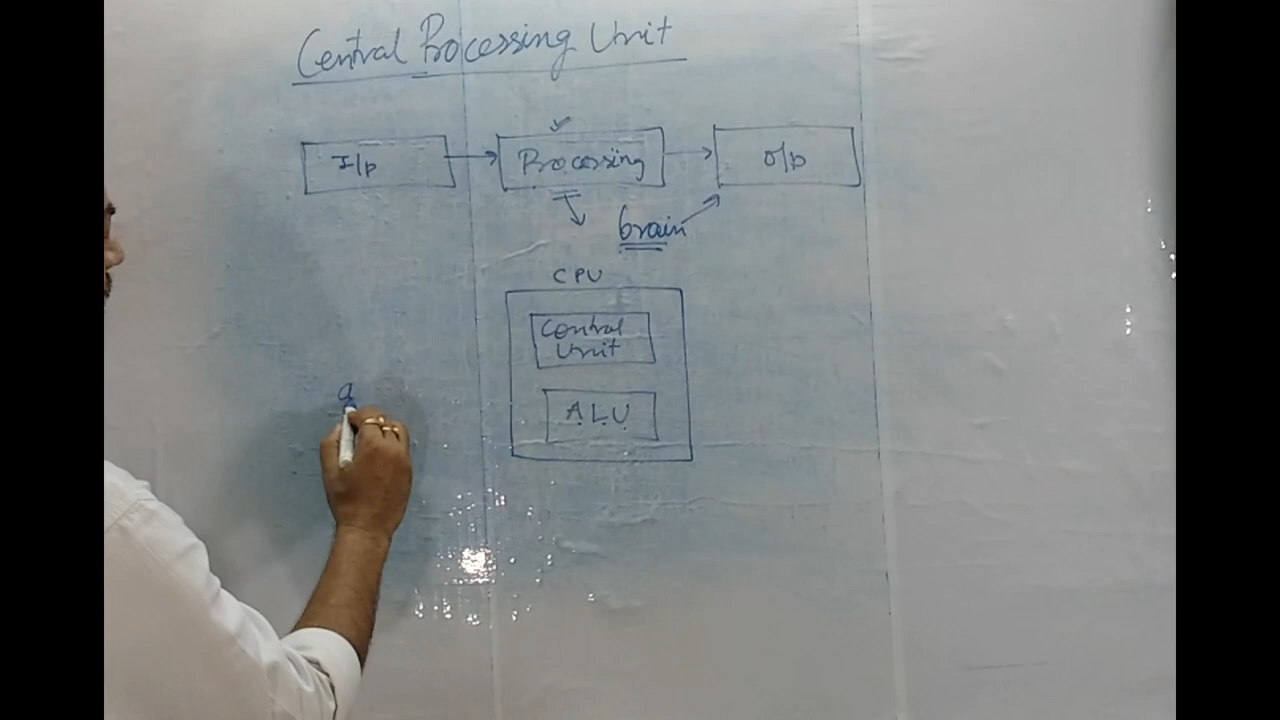 Central Processing Unit
I/p Processing O/p
brain
CPU
Control
Unit
A.L.U.
a